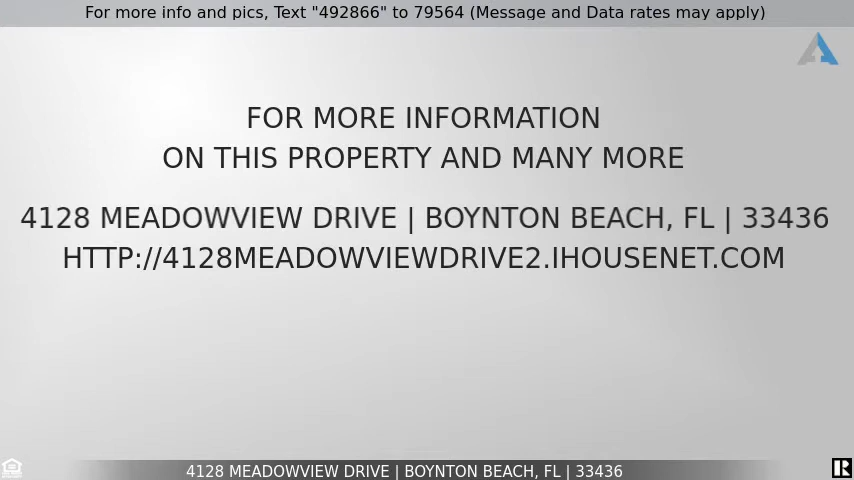 For more info and pics, Text "492866" to 79564 (Message and Data rates may apply)
FOR MORE INFORMATION
ON THIS PROPERTY AND MANY MORE
4128 MEADOWVIEW DRIVE | BOYNTON BEACH, FL | 33436
HTTP://4128MEADOWVIEWDRIVE2.IHOUSENET.COM
4128 MEADOWVIEW DRIVE | BOYNTON BEACH, FL | 33436